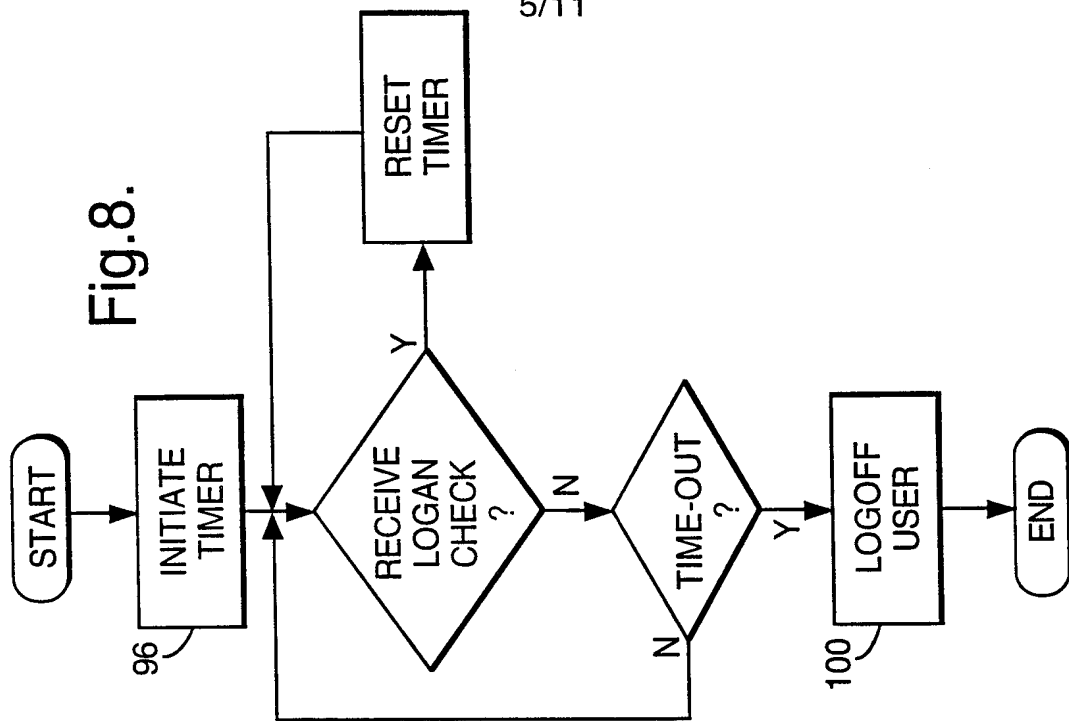 5/11
Fig.8.
START
96
INITIATE
TIMER
RECEIVE
LOGAN
CHECK
?
Y
RESET
TIMER
N
TIME-OUT
?
N
Y
100
LOGOFF
USER
END